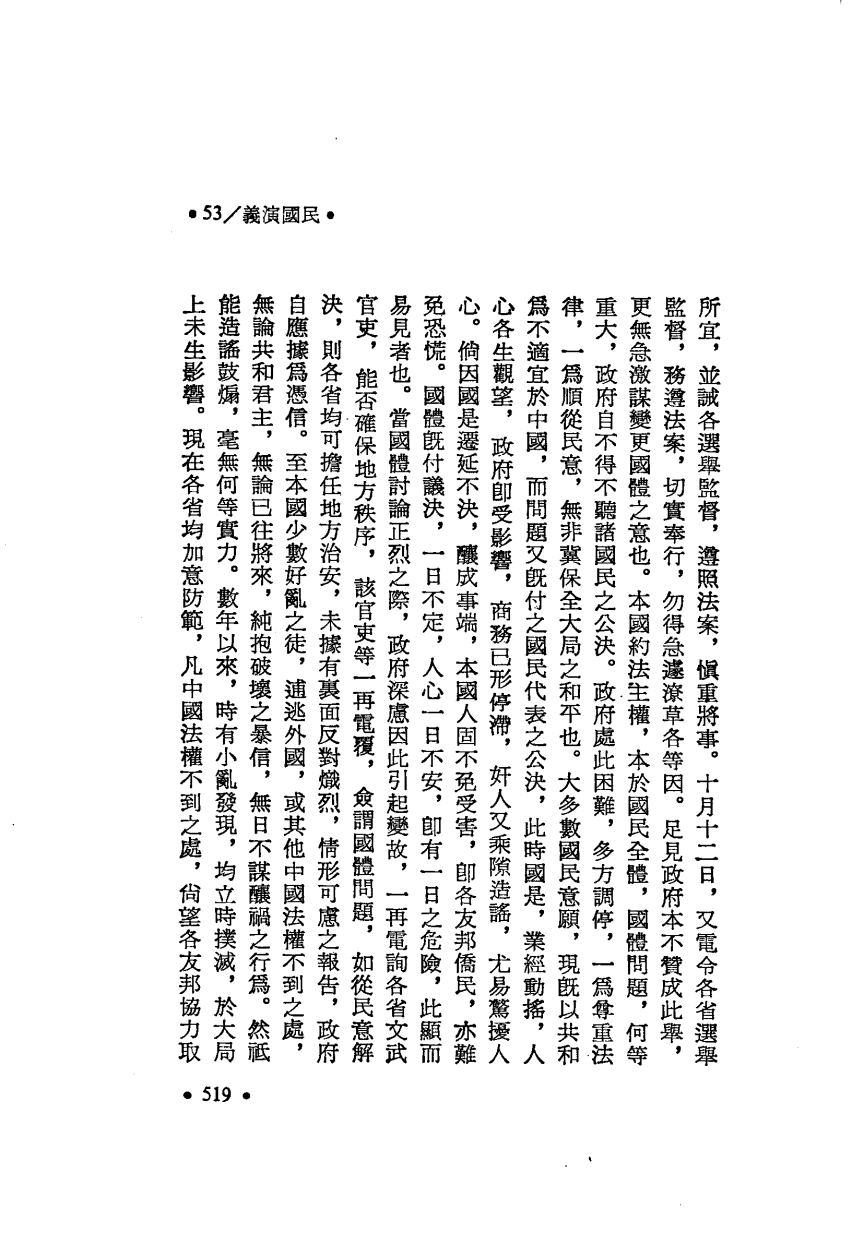 •53／義演國民•
所宜，並誡各選舉監督，遵照法案，慎重將事。十月十二日，又電令各省選舉
監督，務遵法案，切實奉行，勿得急遽潦草各等因。足見政府本不贊成此舉，
更無急激謀變更國體之意也。本國約法主權，本於國民全體，國體問題，何等
重大，政府自不得不聽諸國民之公決。政府處此困難，多方調停，一爲尊重法
律，一爲順從民意，無非冀保全大局之和平也。大多數國民意願，現旣以共和
爲不適宜於中國，而問題又旣付之國民代表之公決，此時國是，業經動搖，人
心各生觀望，政府卽受影響，商務已形停滯，奸人又乘隙造謠，尤易驚擾人
心。倘因國是遷延不決，釀成事端，本國人固不免受害，卽各友邦僑民，亦難
免恐慌。國體旣付議決，一日不定，人心一日不安，卽有一日之危險，此顯而
易見者也。當國體討論正烈之際，政府深慮因此引起變故，一再電詢各省文武
官吏，能否確保地方秩序，該官吏等一再電覆，僉謂國體問題，如從民意解
決，則各省均可擔任地方治安，未據有裏面反對熾烈，情形可慮之報告，政府
自應據爲憑信。至本國少數好亂之徒，逋逃外國，或其他中國法權不到之處，
無論共和君主，無論已往將來，純抱破壞之暴信，無日不謀釀禍之行爲。然祗
能造謠鼓煽，毫無何等實力。數年以來，時有小亂發現，均立時撲滅，於大局
上未生影響。現在各省均加意防範，凡中國法權不到之處，尙望各友邦協力取
•519•